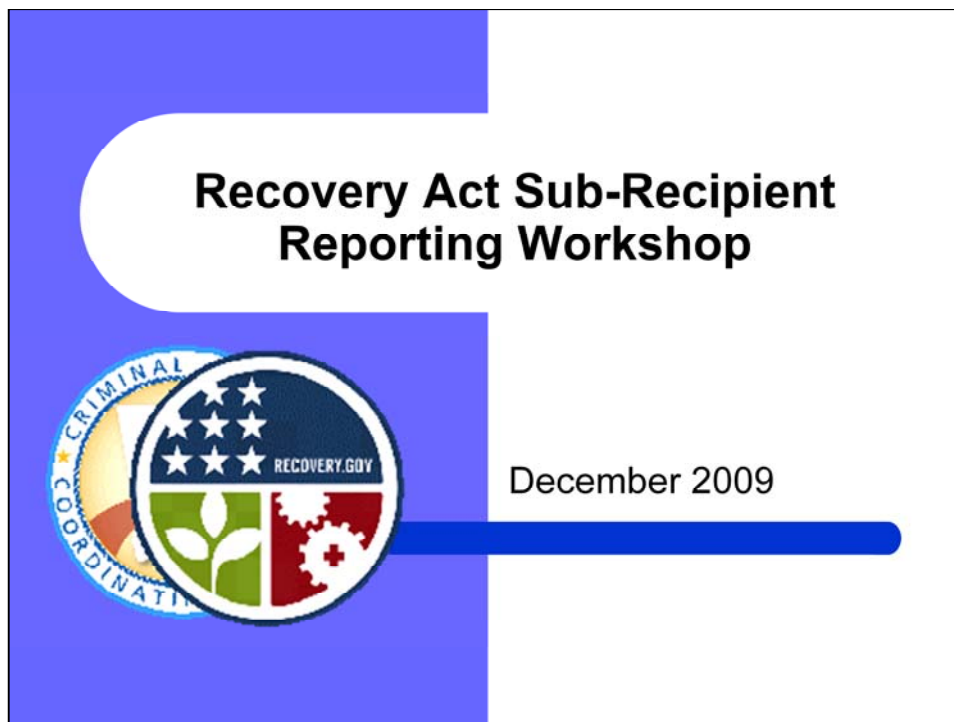 Recovery Act Sub-Recipient
Reporting Workshop
CRIMINAL
COORDINATI
RECOVERY.GOV
December 2009